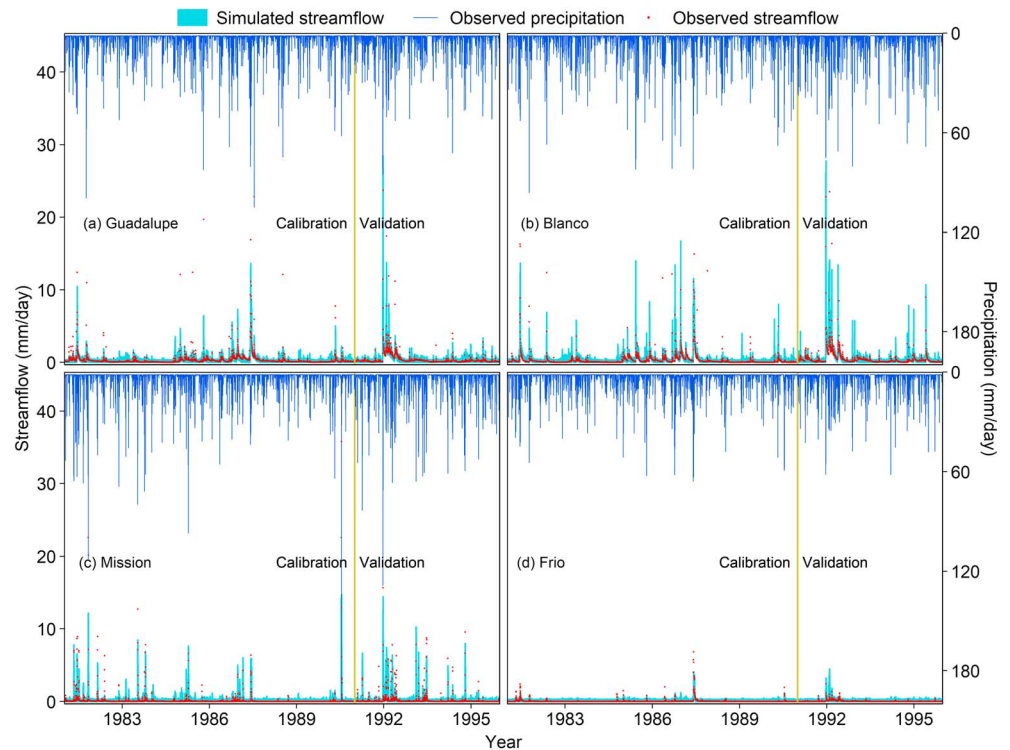 Simulated streamflow Observed precipitation Observed streamflow
0
40
30
60
20
(a) Guadalupe Calibration Validation
(b) Blanco Calibration Validation
120
10
180
0
0
40
30
60
20
(c) Mission Calibration Validation
(d) Frio Calibration Validation
120
10
180
0
1983 1986 1989 1992 1995
1983 1986 1989 1992 1995
Year
Streamflow (mm/day)
Precipitation (mm/day)